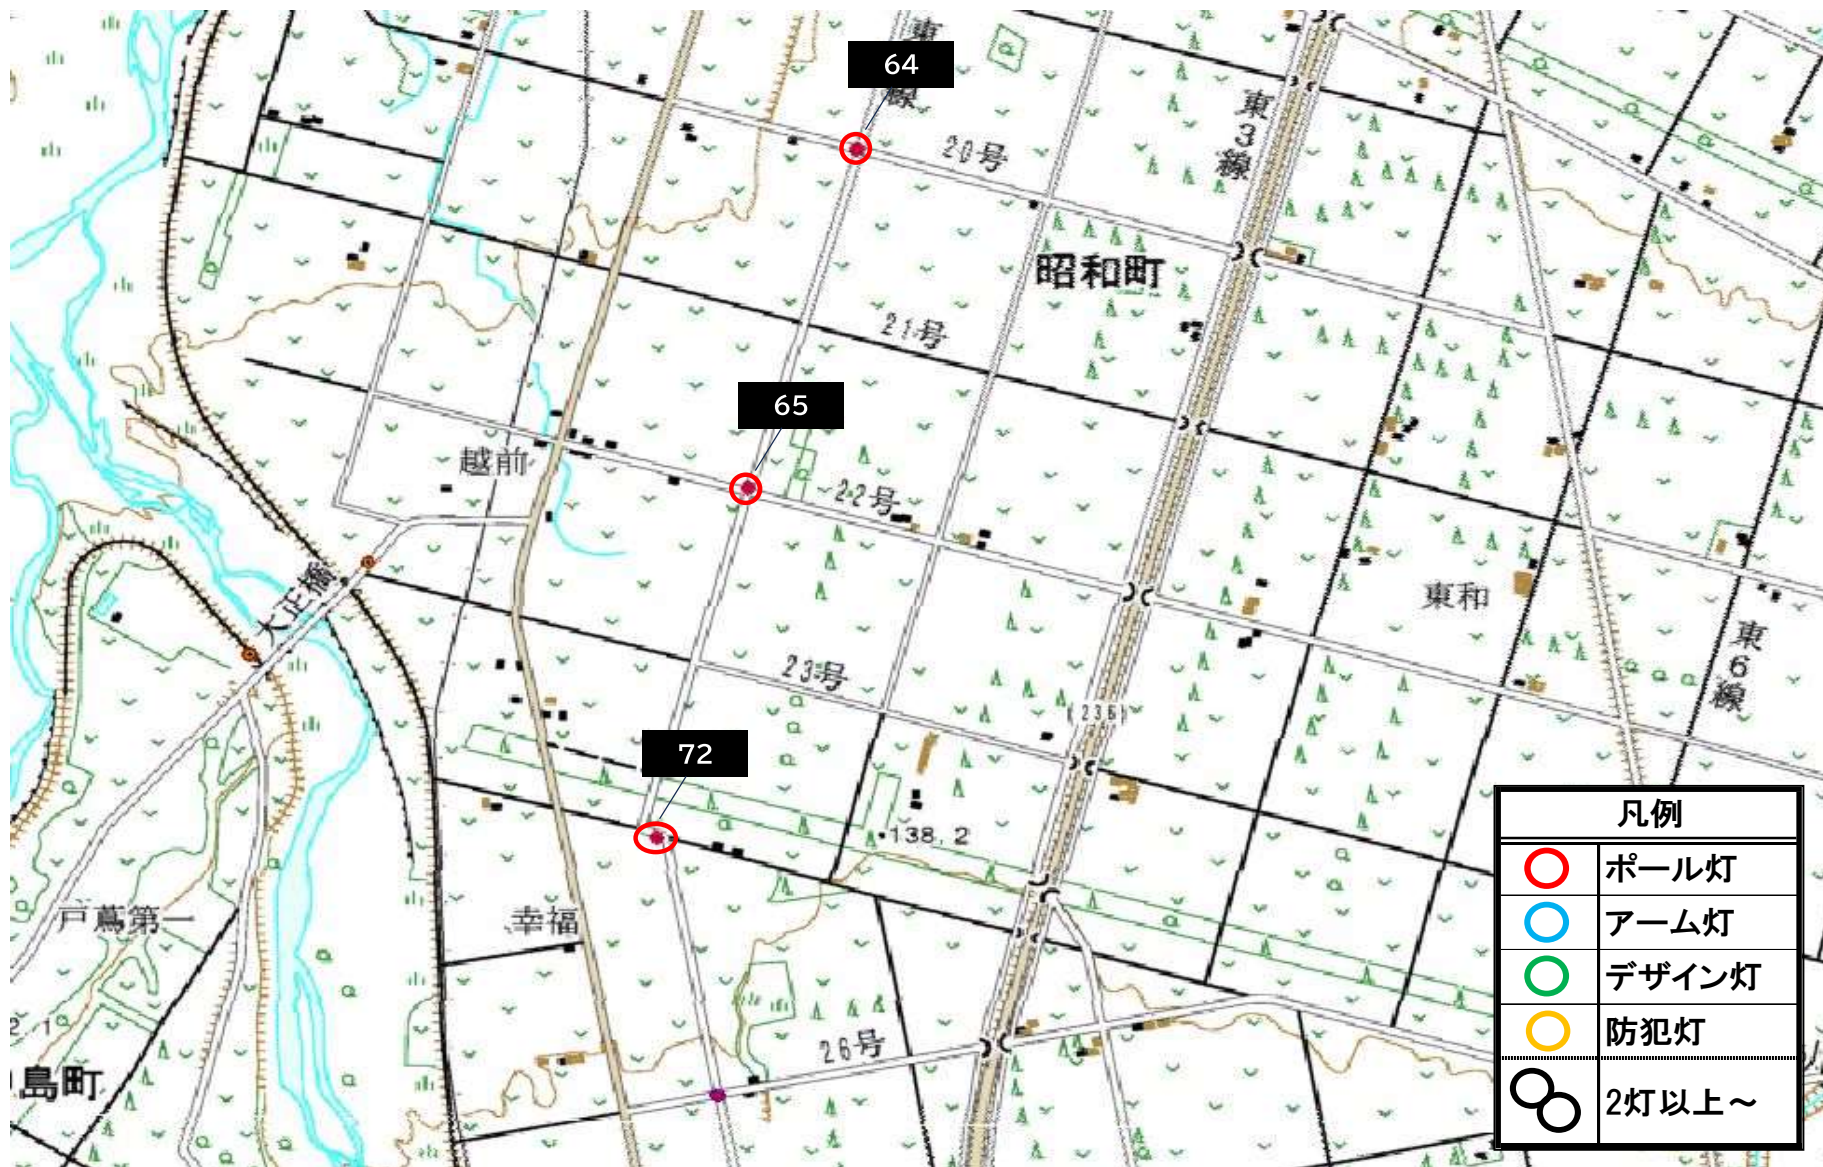 64
線
20号
東3線
昭和町
21号
65
越前
22号
大正橋
東和
東6線
23号
(236)
72
138.2
戸蔦第一
幸福
26号
島町
凡例
ポール灯
アーム灯
デザイン灯
防犯灯
2灯以上～